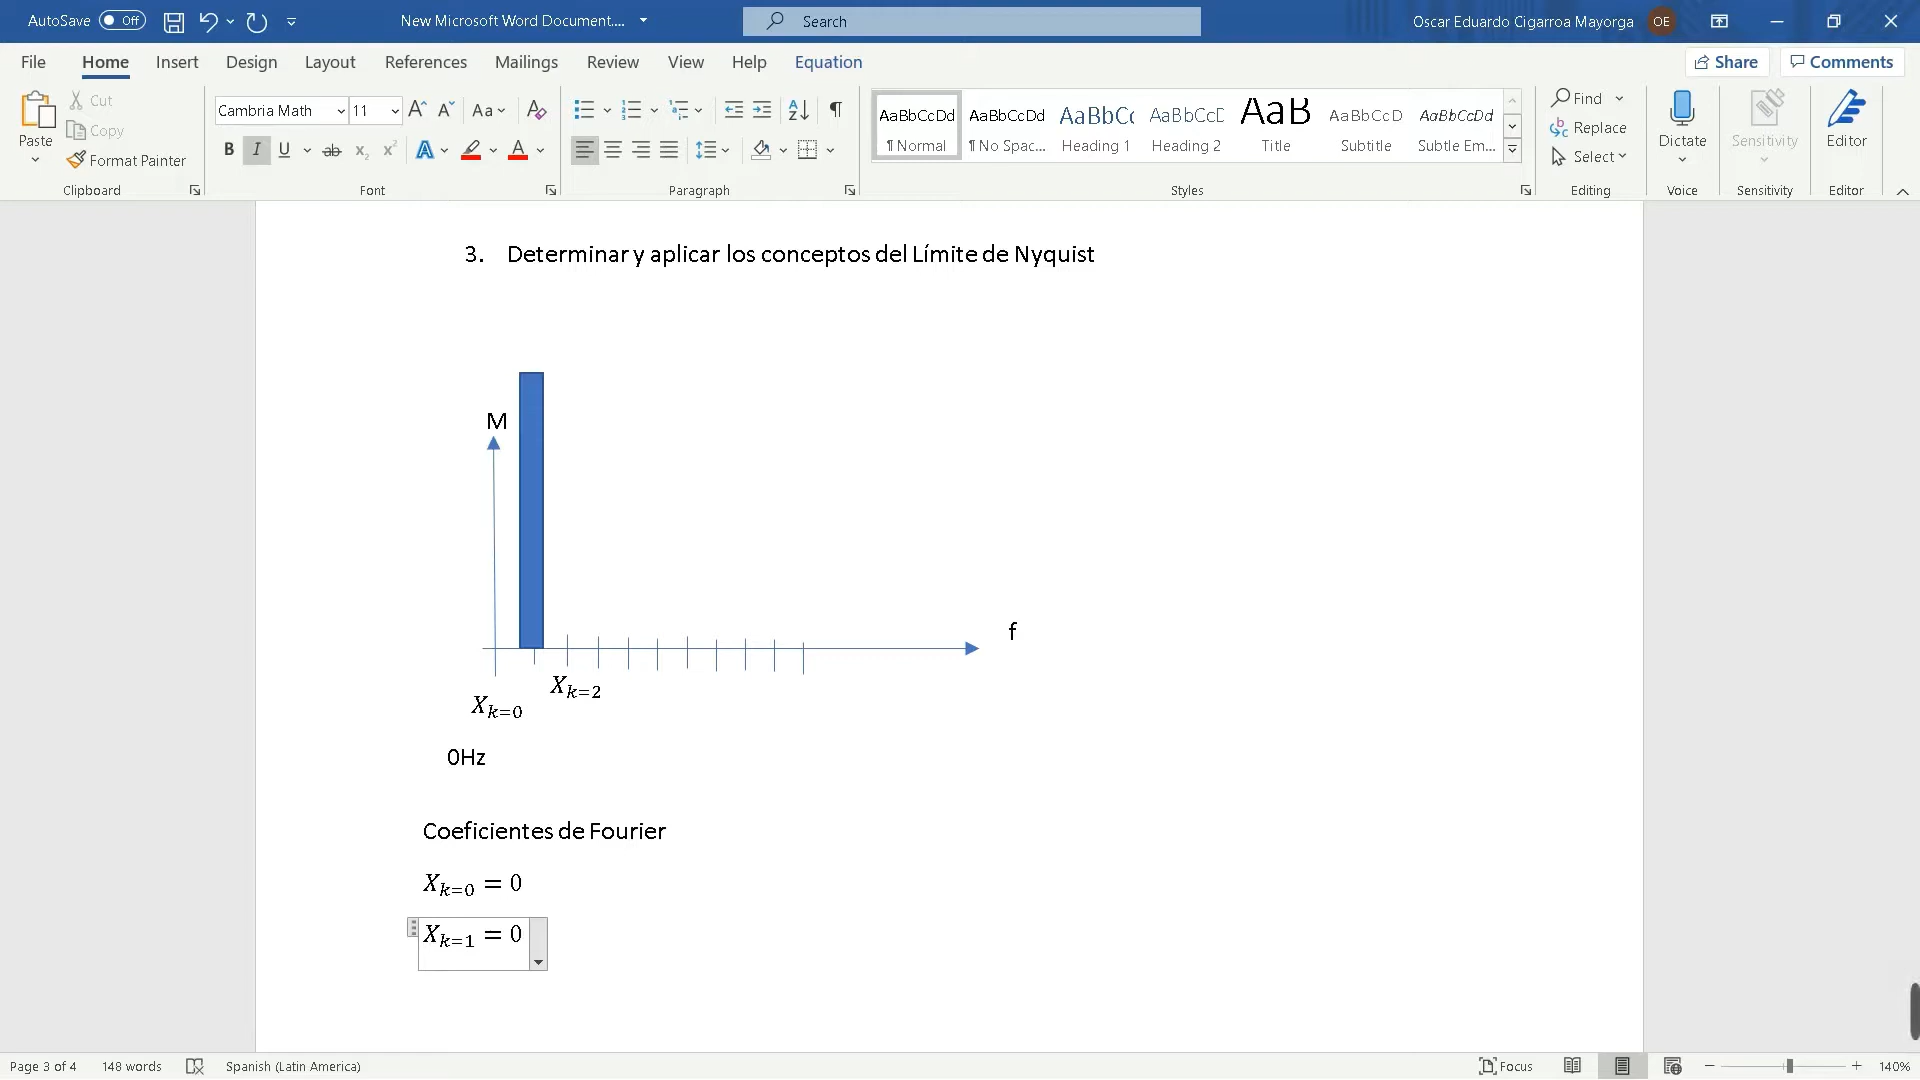 AutoSave Off New Microsoft Word Document.... Search Oscar Eduardo Cigarroa Mayorga OE
File Home Insert Design Layout References Mailings Review View Help Equation Share Comments
Paste Cut Copy Format Painter
Clipboard
Cambria Math 11 Aa
B I U ab x₂ x² A A
Font
Paragraph
AaBbCcDd AaBbCcDd AaBbCc AaBbCcD AaB AaBbCcD AaBbCcDd
¶ Normal ¶ No Spac... Heading 1 Heading 2 Title Subtitle Subtle Em...
Styles
Find Replace Select
Editing
Dictate
Voice
Sensitivity
Sensitivity
Editor
Editor
3. Determinar y aplicar los conceptos del Límite de Nyquist
M
f
X_{k=2}
X_{k=0}
0Hz
Coeficientes de Fourier
X_{k=0} = 0
X_{k=1} = 0
Page 3 of 4 148 words Spanish (Latin America) Focus 140%